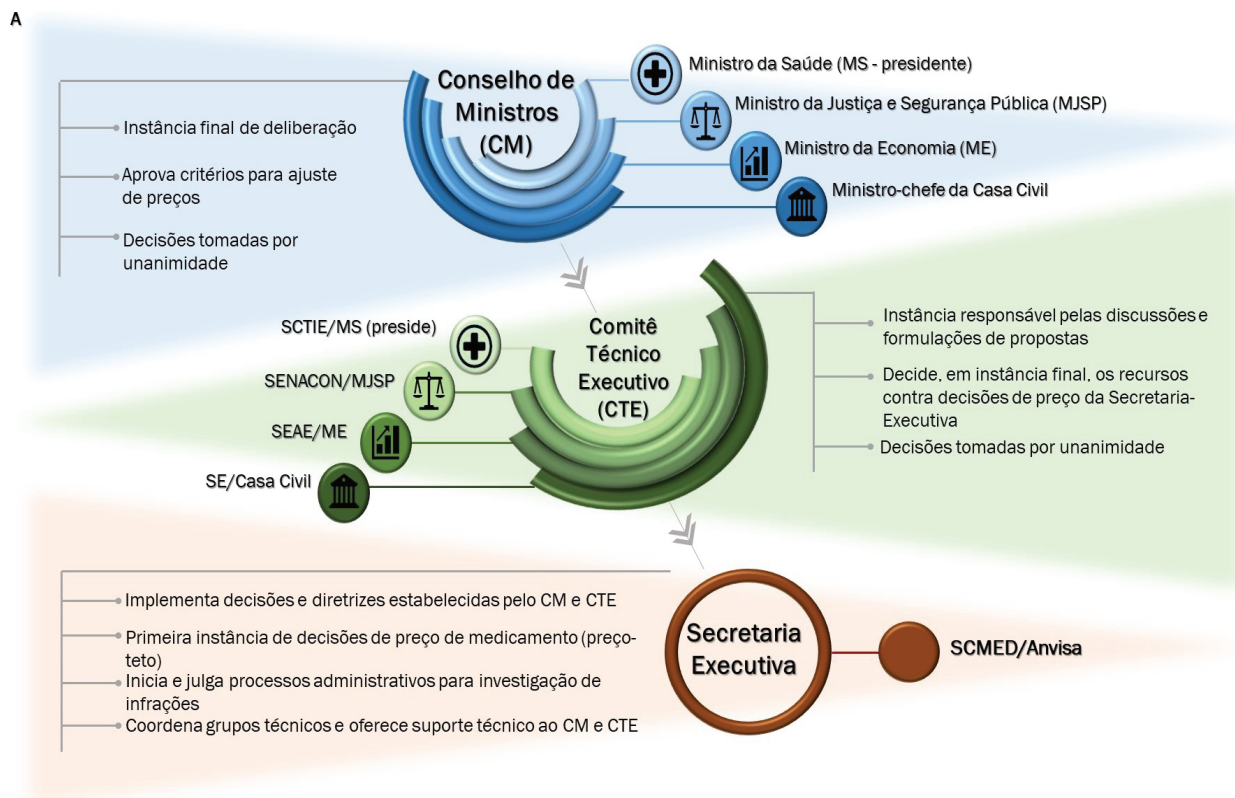 A
Conselho de
Ministros
(CM)
Instância final de deliberação
Aprova critérios para ajuste
de preços
Decisões tomadas por
unanimidade
Ministro da Saúde (MS - presidente)
Ministro da Justiça e Segurança Pública (MJSP)
Ministro da Economia (ME)
Ministro-chefe da Casa Civil
Comitê
Técnico
Executivo
(CTE)
SCTIE/MS (preside)
SENACON/MJSP
SEAE/ME
SE/Casa Civil
Instância responsável pelas discussões e
formulações de propostas
Decide, em instância final, os recursos
contra decisões de preço da Secretaria-
Executiva
Decisões tomadas por unanimidade
Implementa decisões e diretrizes estabelecidas pelo CM e CTE
Primeira instância de decisões de preço de medicamento (preço-
teto)
Inicia e julga processos administrativos para investigação de
infrações
Coordena grupos técnicos e oferece suporte técnico ao CM e CTE
Secretaria
Executiva
SCMED/Anvisa